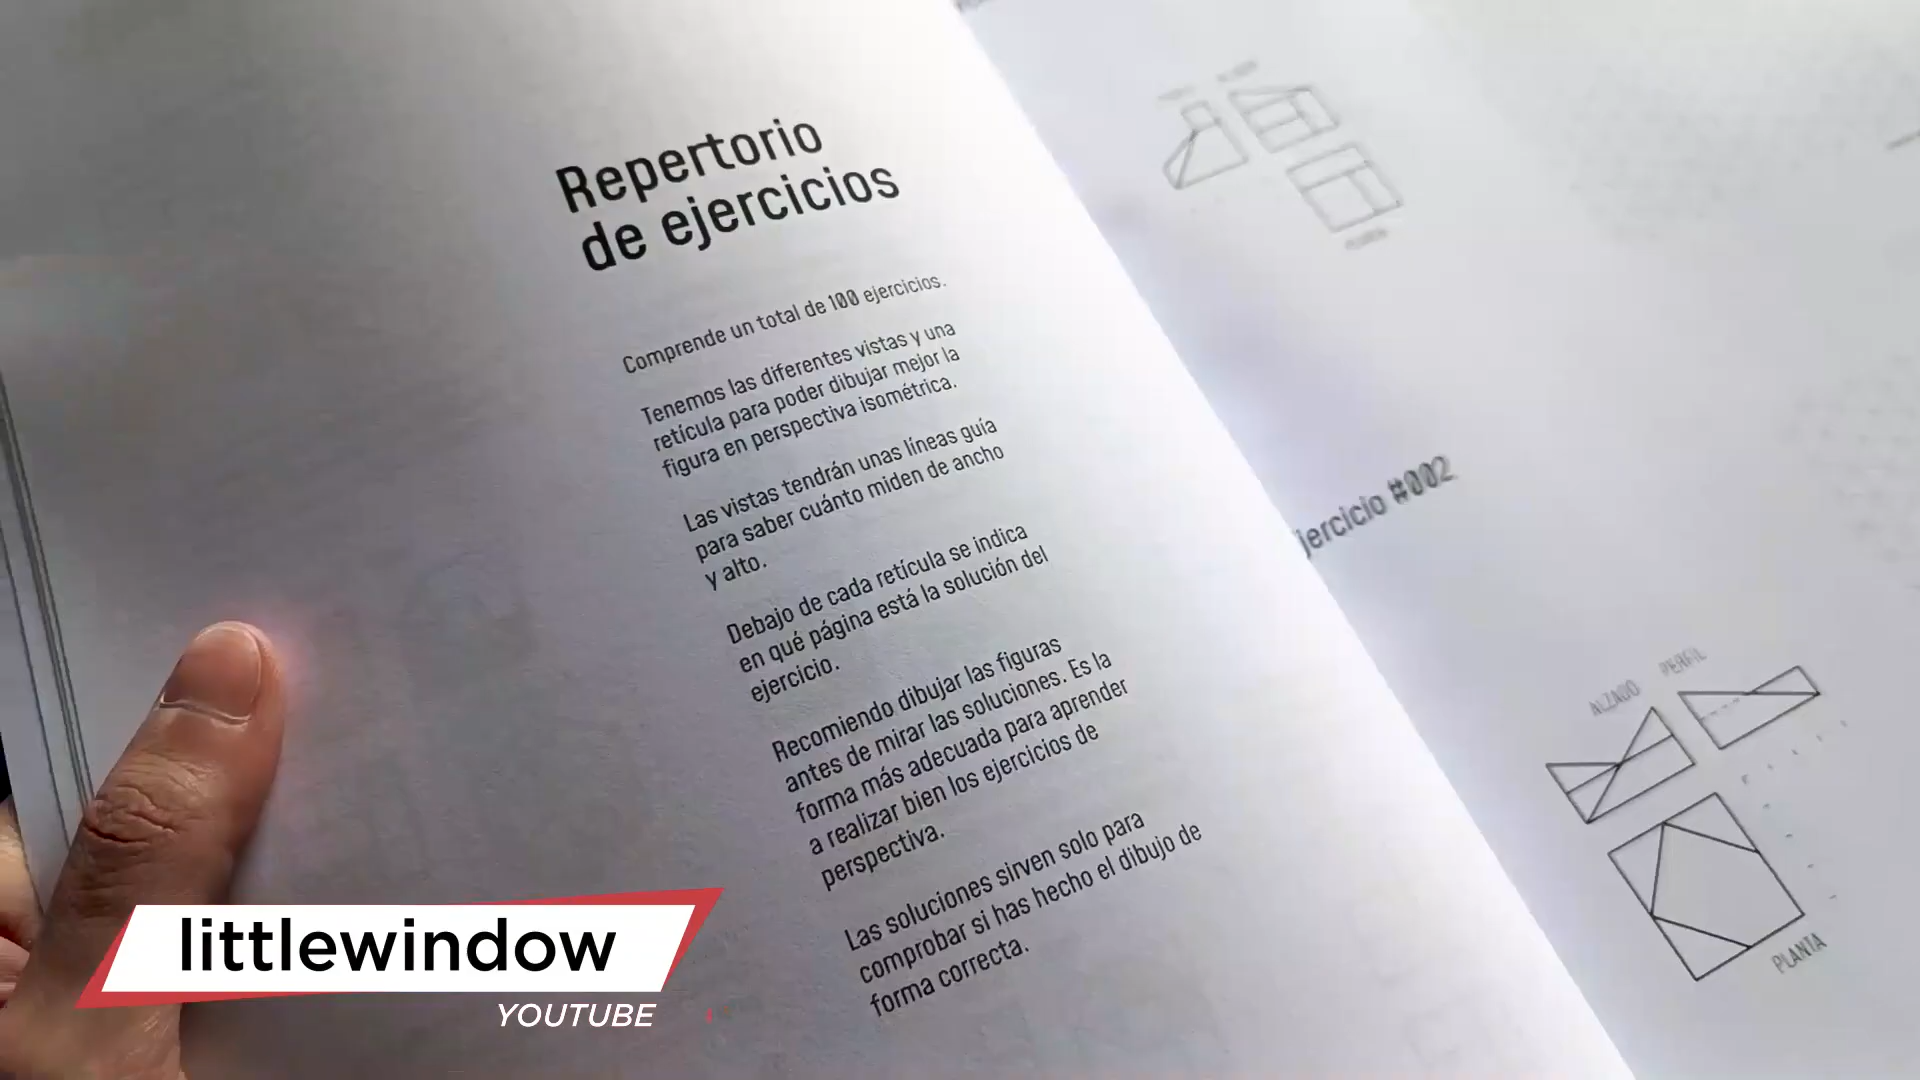 Repertorio
de ejercicios
Comprende un total de 100 ejercicios.
Tenemos las diferentes vistas y una
retícula para poder dibujar mejor la
figura en perspectiva isométrica.
Las vistas tendrán unas líneas guía
para saber cuánto miden de ancho
y alto.
Debajo de cada retícula se indica
en qué página está la solución del
ejercicio.
Recomiendo dibujar las figuras
antes de mirar las soluciones. Es la
forma más adecuada para aprender
a realizar bien los ejercicios de
perspectiva.
Las soluciones sirven solo para
comprobar si has hecho el dibujo de
forma correcta.
jercicio #002
ALZADO
PERFIL
PLANTA
littlewindow
YOUTUBE